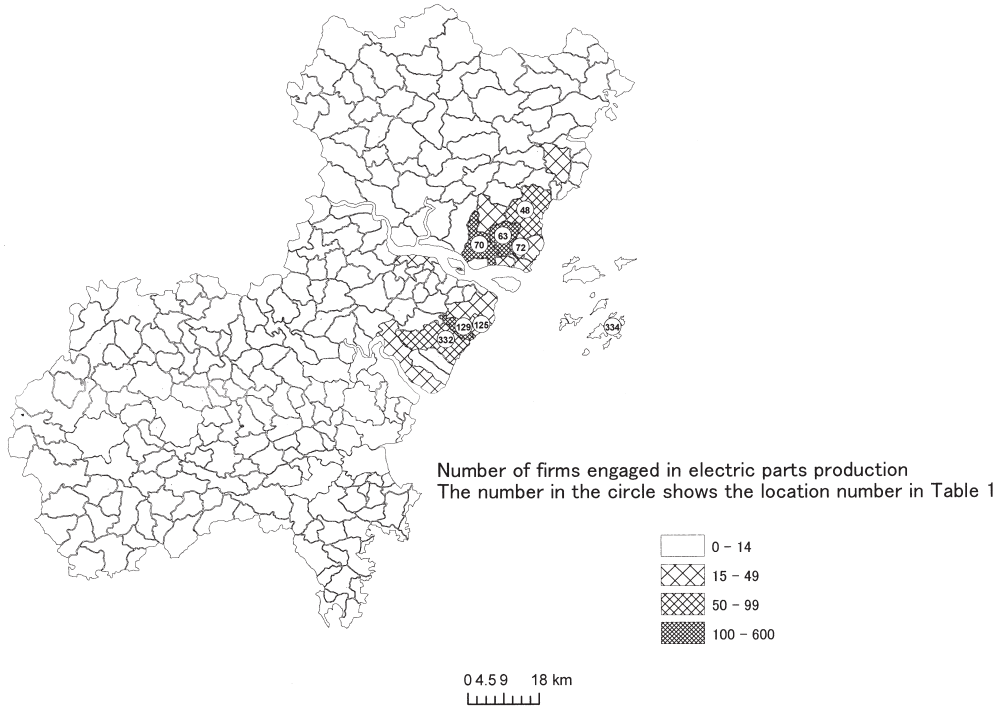 48
63
70
72
334
129
125
332
Number of firms engaged in electric parts production
The number in the circle shows the location number in Table 1
0 - 14
15 - 49
50 - 99
100 - 600
0 4.5 9 18 km